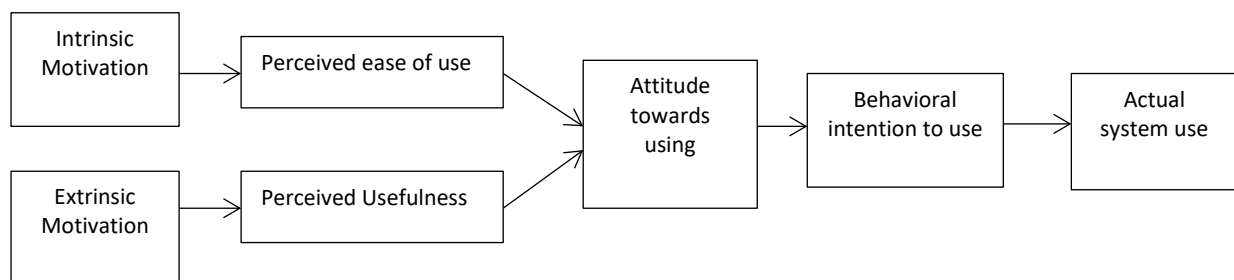 Intrinsic
Motivation
Perceived ease of use
Extrinsic
Motivation
Perceived Usefulness
Attitude
towards
using
Behavioral
intention to use
Actual
system use